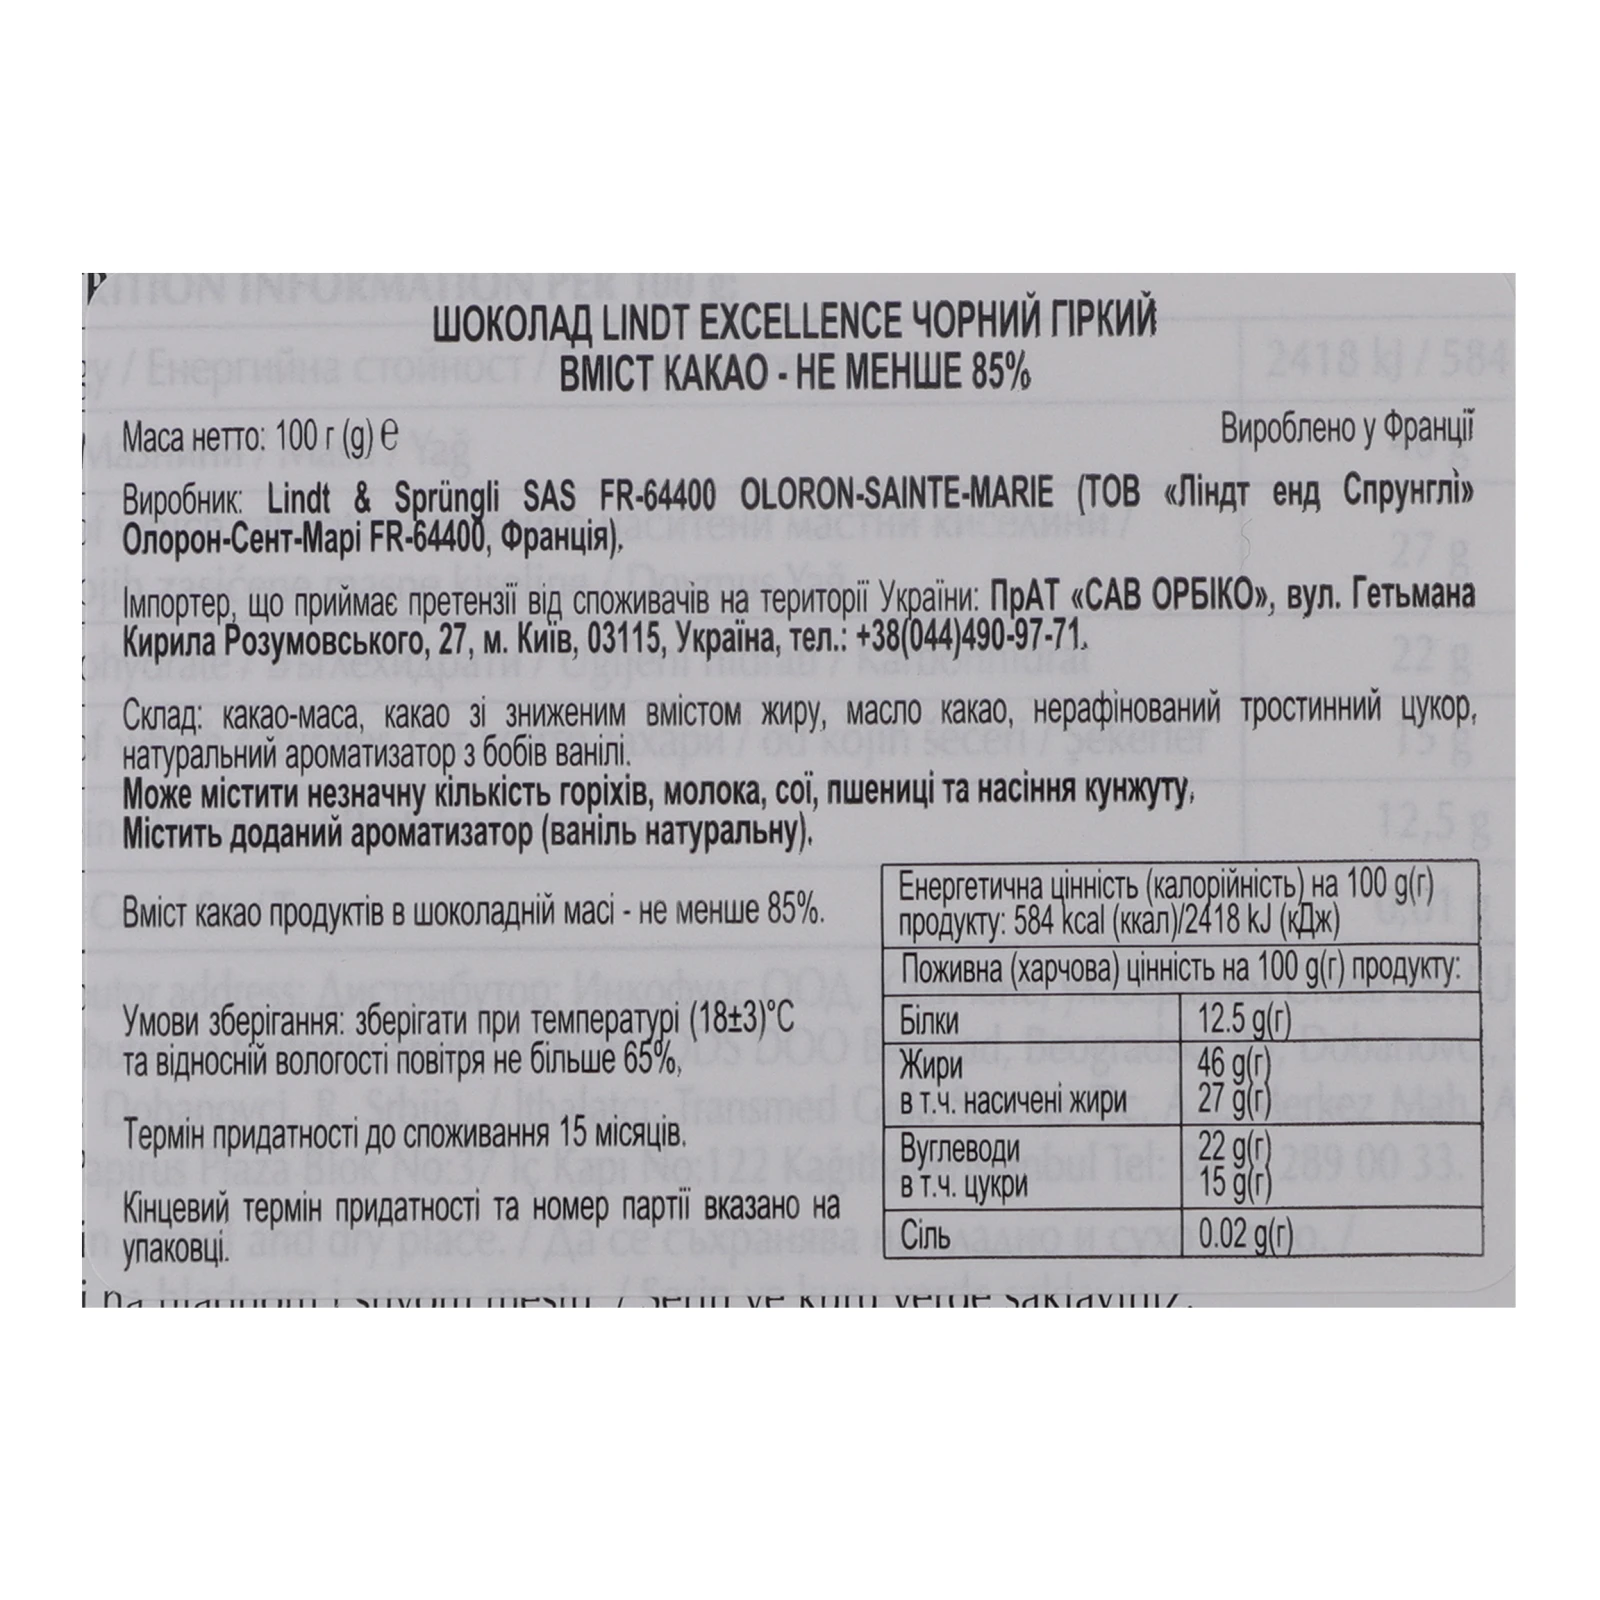 ШОКОЛАД LINDT EXCELLENCE ЧОРНИЙ ГІРКИЙ
ВМІСТ КАКАО - НЕ МЕНШЕ 85%
Маса нетто: 100 г (g) ℮
Вироблено у Франції
Виробник: Lindt & Sprüngli SAS FR-64400 OLORON-SAINTE-MARIE (ТОВ «Ліндт енд Спрунглі»
Олорон-Сент-Марі FR-64400, Франція).
Імпортер, що приймає претензії від споживачів на території України: ПрАТ «САВ ОРБІКО», вул. Гетьмана
Кирила Розумовського, 27, м. Київ, 03115, Україна, тел.: +38(044)490-97-71.
Склад: какао-маса, какао зі зниженим вмістом жиру, масло какао, нерафінований тростинний цукор,
натуральний ароматизатор з бобів ванілі.
Може містити незначну кількість горіхів, молока, сої, пшениці та насіння кунжуту.
Містить доданий ароматизатор (ваніль натуральну).
Вміст какао продуктів в шоколадній масі - не менше 85%.
Умови зберігання: зберігати при температурі (18±3)°C
та відносній вологості повітря не більше 65%.
Термін придатності до споживання 15 місяців.
Кінцевий термін придатності та номер партії вказано на
упаковці.
Енергетична цінність (калорійність) на 100 g(г)
продукту: 584 kcal (ккал)/2418 kJ (кДж)
Поживна (харчова) цінність на 100 g(г) продукту:
Білки 12.5 g(г)
Жири 46 g(г)
в т.ч. насичені жири 27 g(г)
Вуглеводи 22 g(г)
в т.ч. цукри 15 g(г)
Сіль 0.02 g(г)